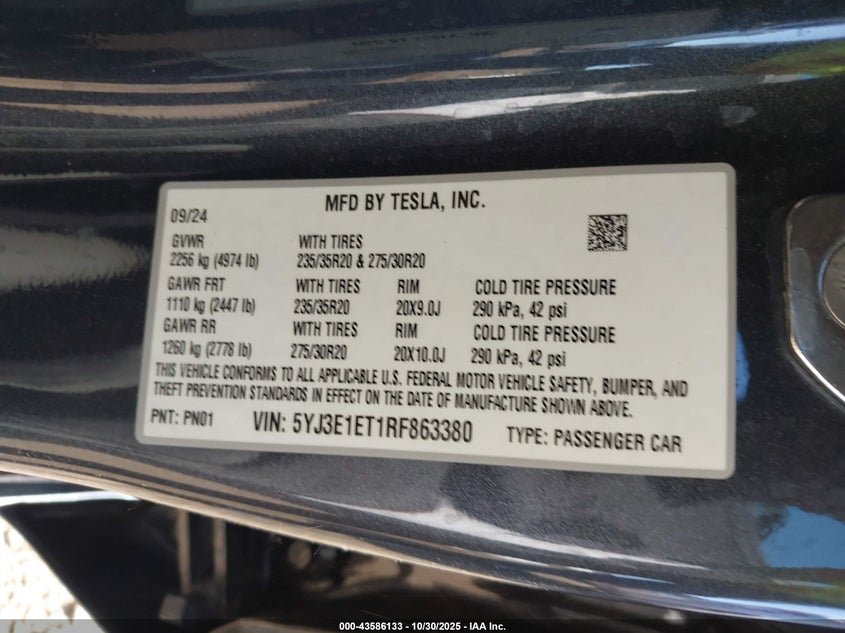 MFD BY TESLA, INC.
09/24
GVWR WITH TIRES
2256 kg (4974 lb) 235/35R20 & 275/30R20
GAWR FRT WITH TIRES RIM COLD TIRE PRESSURE
1110 kg (2447 lb) 235/35R20 20X9.0J 290 kPa, 42 psi
GAWR RR WITH TIRES RIM COLD TIRE PRESSURE
1260 kg (2778 lb) 275/30R20 20X10.0J 290 kPa, 42 psi
THIS VEHICLE CONFORMS TO ALL APPLICABLE U.S. FEDERAL MOTOR VEHICLE SAFETY, BUMPER, AND
THEFT PREVENTION STANDARDS IN EFFECT ON THE DATE OF MANUFACTURE SHOWN ABOVE.
PNT: PN01 VIN: 5YJ3E1ET1RF863380 TYPE: PASSENGER CAR
000-43586133 - 10/30/2025 - IAA Inc.